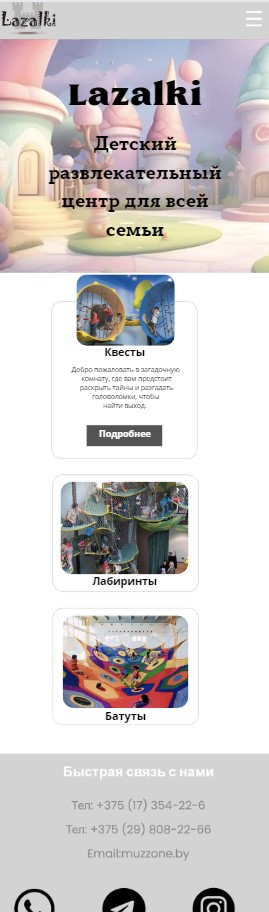 Lazalki
Lazalki
Детский
развлекательный
центр для всей
семьи
Квесты
Добро пожаловать в загадочную
комнату, где вам предстоит
раскрыть тайны и разгадать
головоломки, чтобы
найти выход.
Подробнее
Лабиринты
Батуты
Быстрая связь с нами
Тел: +375 (17) 354-22-6
Тел: +375 (29) 808-22-66
Email:muzzone.by